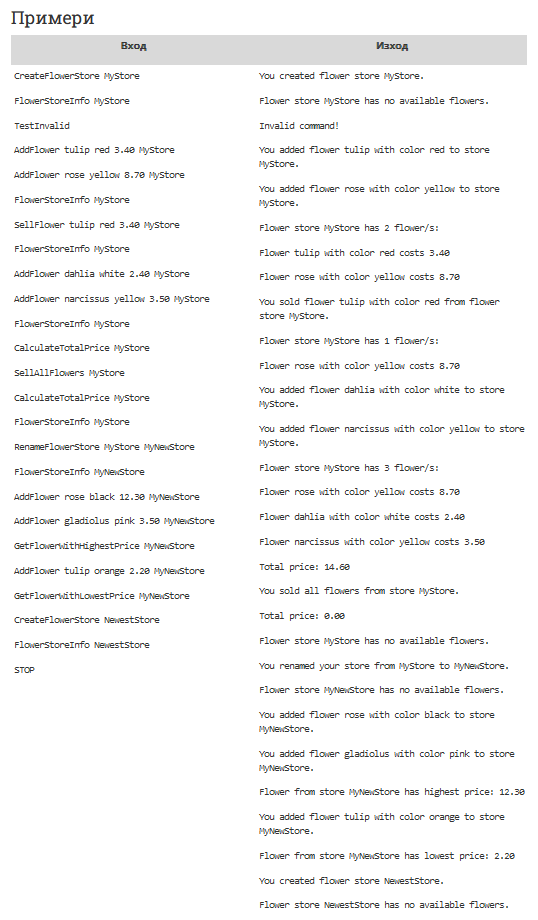 Примери
Вход
Изход
CreateFlowerStore MyStore
FlowerStoreInfo MyStore
TestInvalid
AddFlower tulip red 3.40 MyStore
AddFlower rose yellow 8.70 MyStore
FlowerStoreInfo MyStore
SellFlower tulip red 3.40 MyStore
FlowerStoreInfo MyStore
AddFlower dahlia white 2.40 MyStore
AddFlower narcissus yellow 3.50 MyStore
FlowerStoreInfo MyStore
CalculateTotalPrice MyStore
SellAllFlowers MyStore
CalculateTotalPrice MyStore
FlowerStoreInfo MyStore
RenameFlowerStore MyStore MyNewStore
FlowerStoreInfo MyNewStore
AddFlower rose black 12.30 MyNewStore
AddFlower gladiolus pink 3.50 MyNewStore
GetFlowerWithHighestPrice MyNewStore
AddFlower tulip orange 2.20 MyNewStore
GetFlowerWithLowestPrice MyNewStore
CreateFlowerStore NewestStore
FlowerStoreInfo NewestStore
STOP
You created flower store MyStore.
Flower store MyStore has no available flowers.
Invalid command!
You added flower tulip with color red to store
MyStore.
You added flower rose with color yellow to store
MyStore.
Flower store MyStore has 2 flower/s:
Flower tulip with color red costs 3.40
Flower rose with color yellow costs 8.70
You sold flower tulip with color red from flower
store MyStore.
Flower store MyStore has 1 flower/s:
Flower rose with color yellow costs 8.70
You added flower dahlia with color white to store
MyStore.
You added flower narcissus with color yellow to store
MyStore.
Flower store MyStore has 3 flower/s:
Flower rose with color yellow costs 8.70
Flower dahlia with color white costs 2.40
Flower narcissus with color yellow costs 3.50
Total price: 14.60
You sold all flowers from store MyStore.
Total price: 0.00
Flower store MyStore has no available flowers.
You renamed your store from MyStore to MyNewStore.
Flower store MyNewStore has no available flowers.
You added flower rose with color black to store
MyNewStore.
You added flower gladiolus with color pink to store
MyNewStore.
Flower from store MyNewStore has highest price: 12.30
You added flower tulip with color orange to store
MyNewStore.
Flower from store MyNewStore has lowest price: 2.20
You created flower store NewestStore.
Flower store NewestStore has no available flowers.